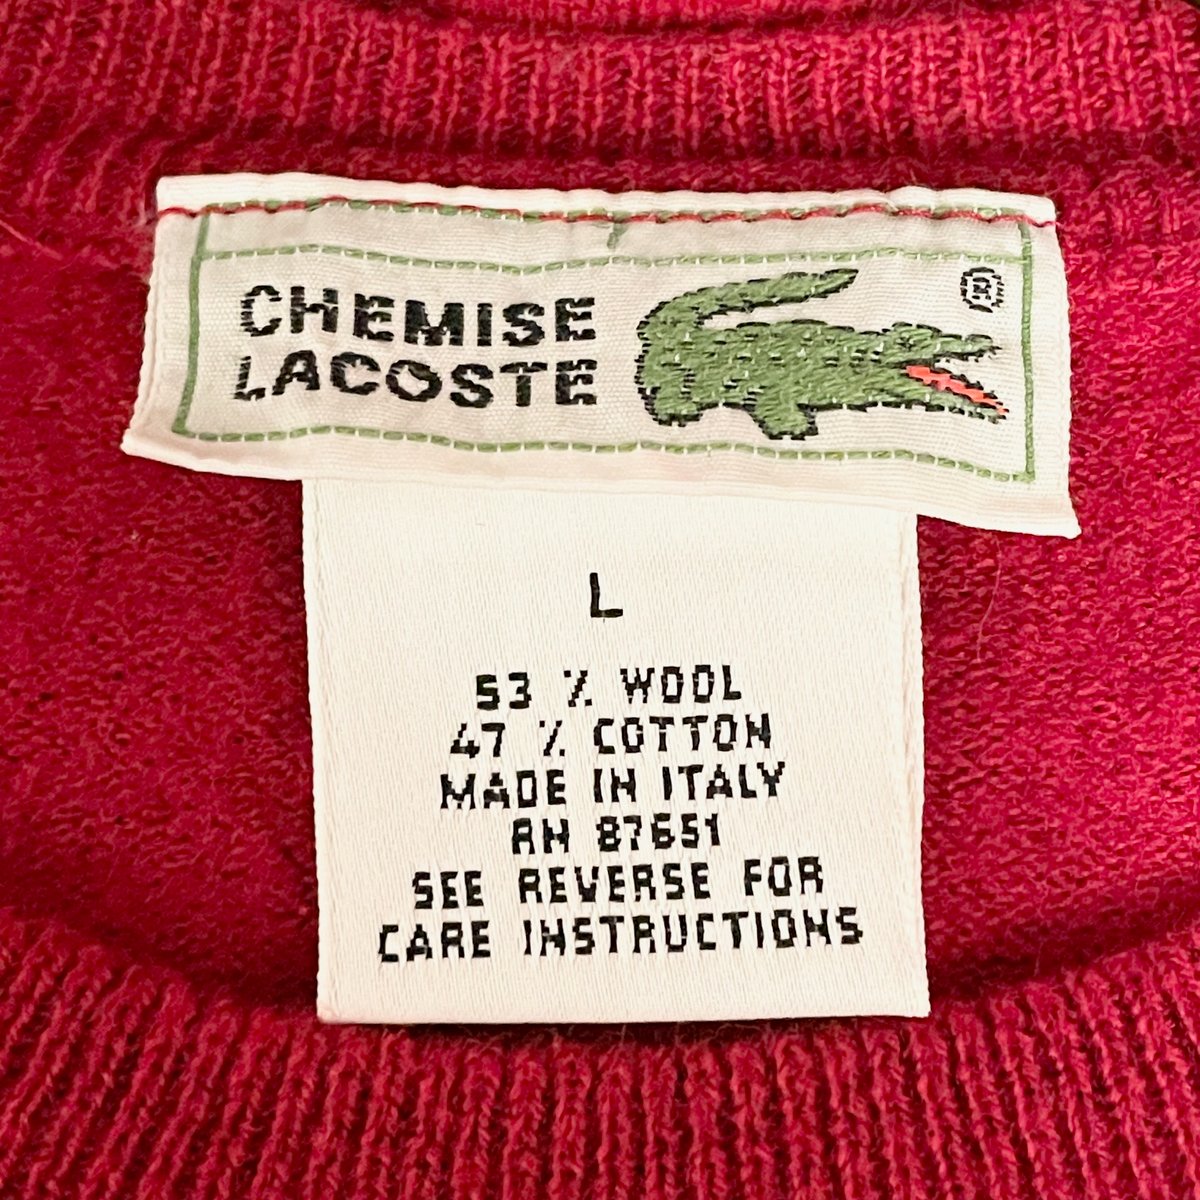 CHEMISE
LACOSTE
®
L
53 % WOOL
47 % COTTON
MADE IN ITALY
RN 87651
SEE REVERSE FOR
CARE INSTRUCTIONS